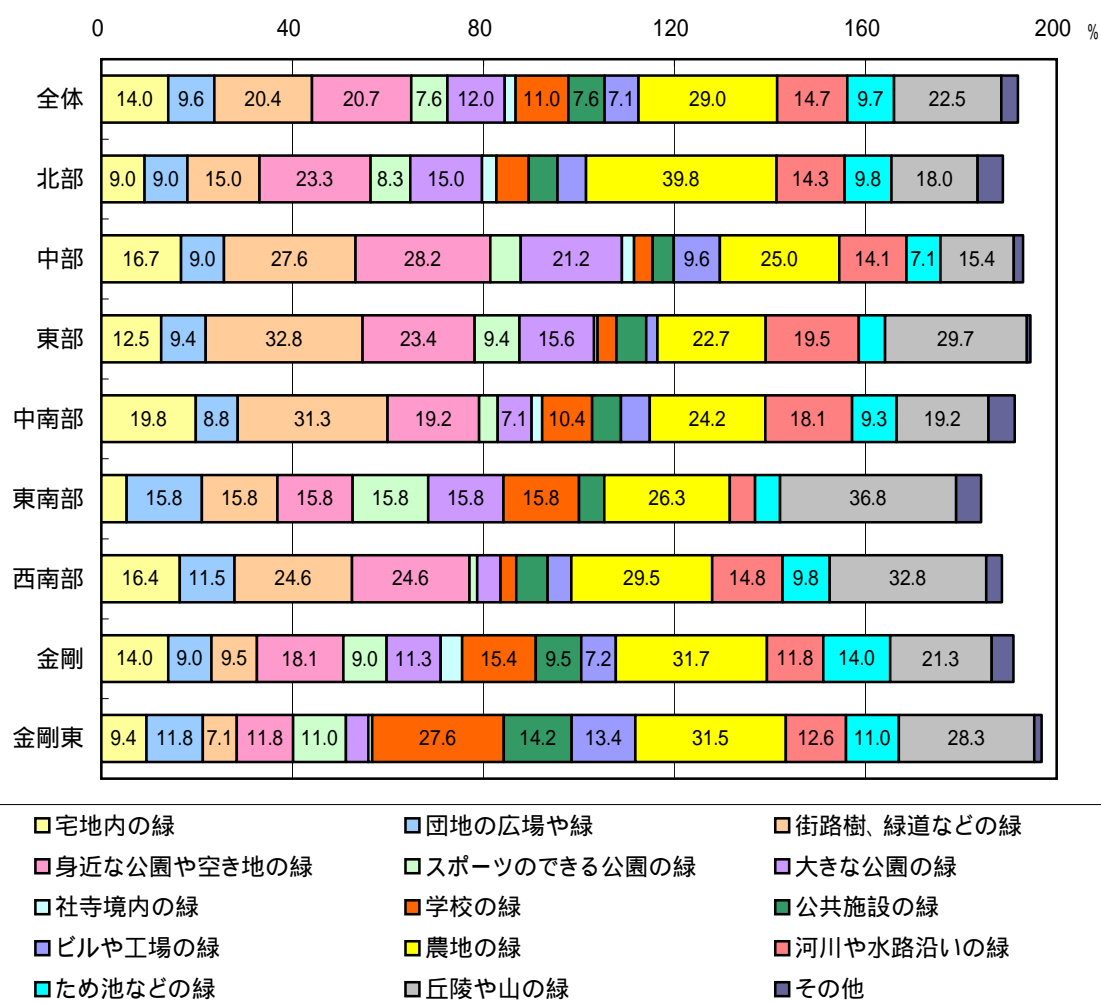 0 40 80 120 160 200 %
全体 14.0 9.6 20.4 20.7 7.6 12.0 11.0 7.6 7.1 29.0 14.7 9.7 22.5
北部 9.0 9.0 15.0 23.3 8.3 15.0 39.8 14.3 9.8 18.0
中部 16.7 9.0 27.6 28.2 21.2 9.6 25.0 14.1 7.1 15.4
東部 12.5 9.4 32.8 23.4 9.4 15.6 22.7 19.5 29.7
中南部 19.8 8.8 31.3 19.2 7.1 10.4 24.2 18.1 9.3 19.2
東南部 15.8 15.8 15.8 15.8 15.8 15.8 26.3 36.8
西南部 16.4 11.5 24.6 24.6 29.5 14.8 9.8 32.8
金剛 14.0 9.0 9.5 18.1 9.0 11.3 15.4 9.5 7.2 31.7 11.8 14.0 21.3
金剛東 9.4 11.8 7.1 11.8 11.0 27.6 14.2 13.4 31.5 12.6 11.0 28.3
宅地内の緑 団地の広場や緑 街路樹、緑道などの緑
身近な公園や空き地の緑 スポーツのできる公園の緑 大きな公園の緑
社寺境内の緑 学校の緑 公共施設の緑
ビルや工場の緑 農地の緑 河川や水路沿いの緑
ため池などの緑 丘陵や山の緑 その他